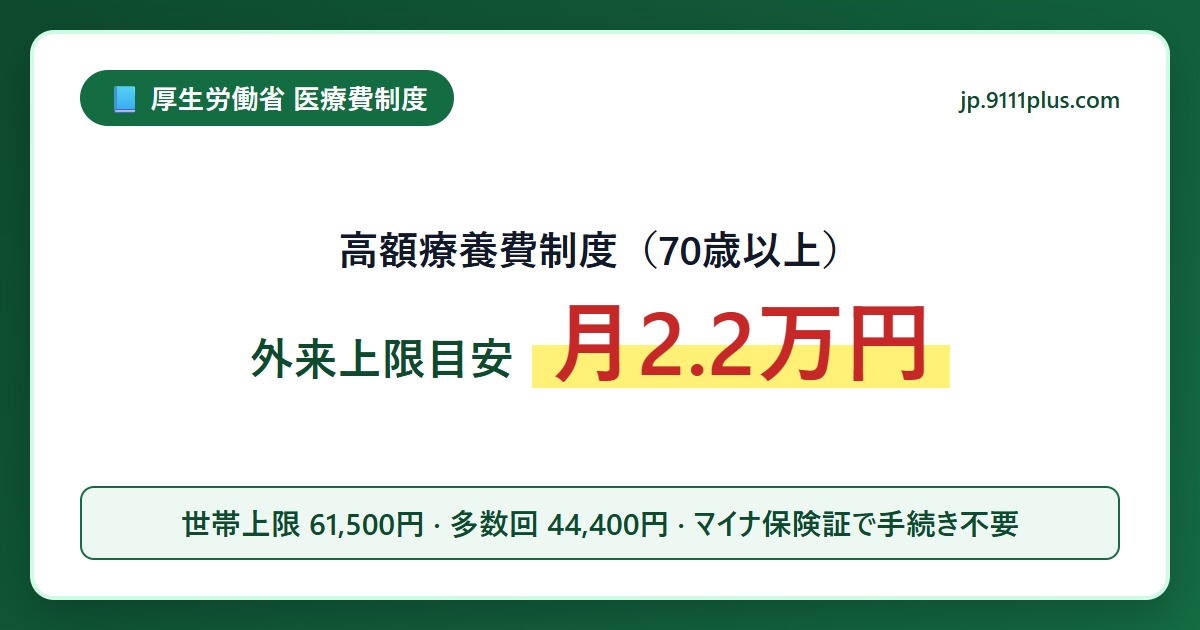 📘 厚生労働省 医療費制度
jp.9111plus.com
高額療養費制度（70歳以上）
外来上限目安 月2.2万円
世帯上限 61,500円 · 多数回 44,400円 · マイナ保険証で手続き不要